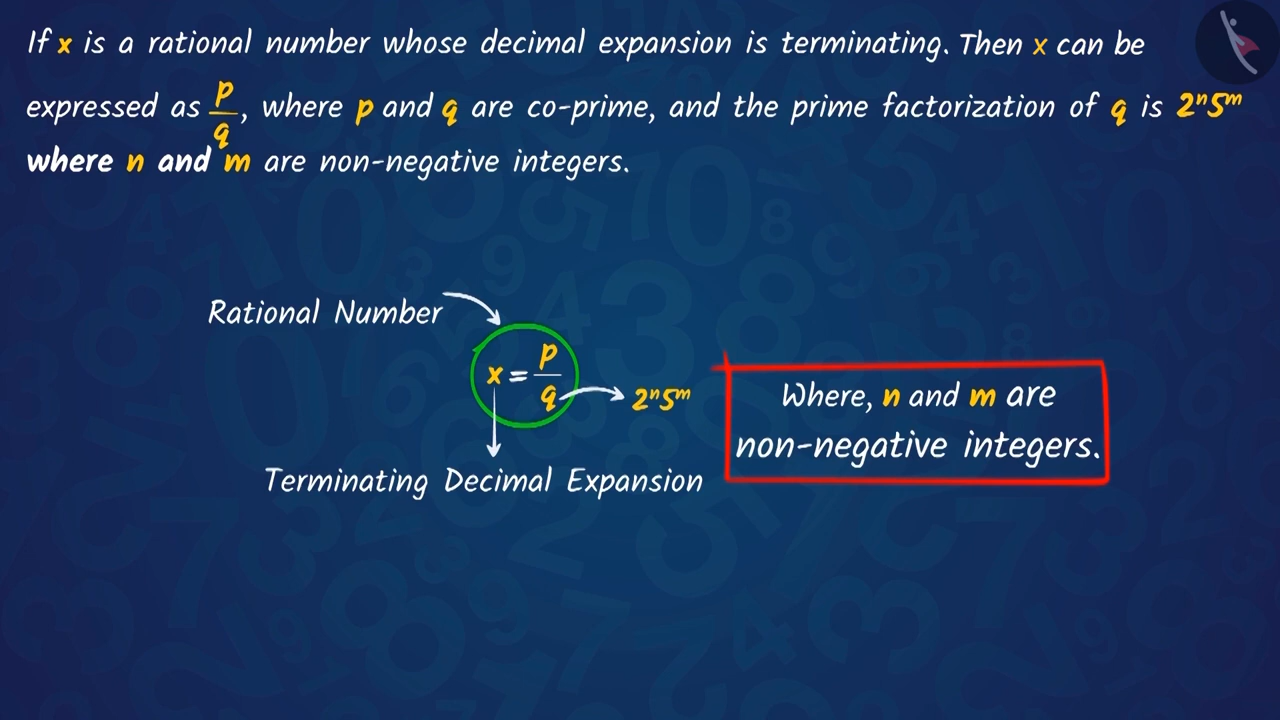 If x is a rational number whose decimal expansion is terminating. Then x can be
expressed as p/q, where p and q are co-prime, and the prime factorization of q is 2ⁿ5ᵐ
where n and m are non-negative integers.
Rational Number
x = p/q
2ⁿ5ᵐ
Where, n and m are
non-negative integers.
Terminating Decimal Expansion